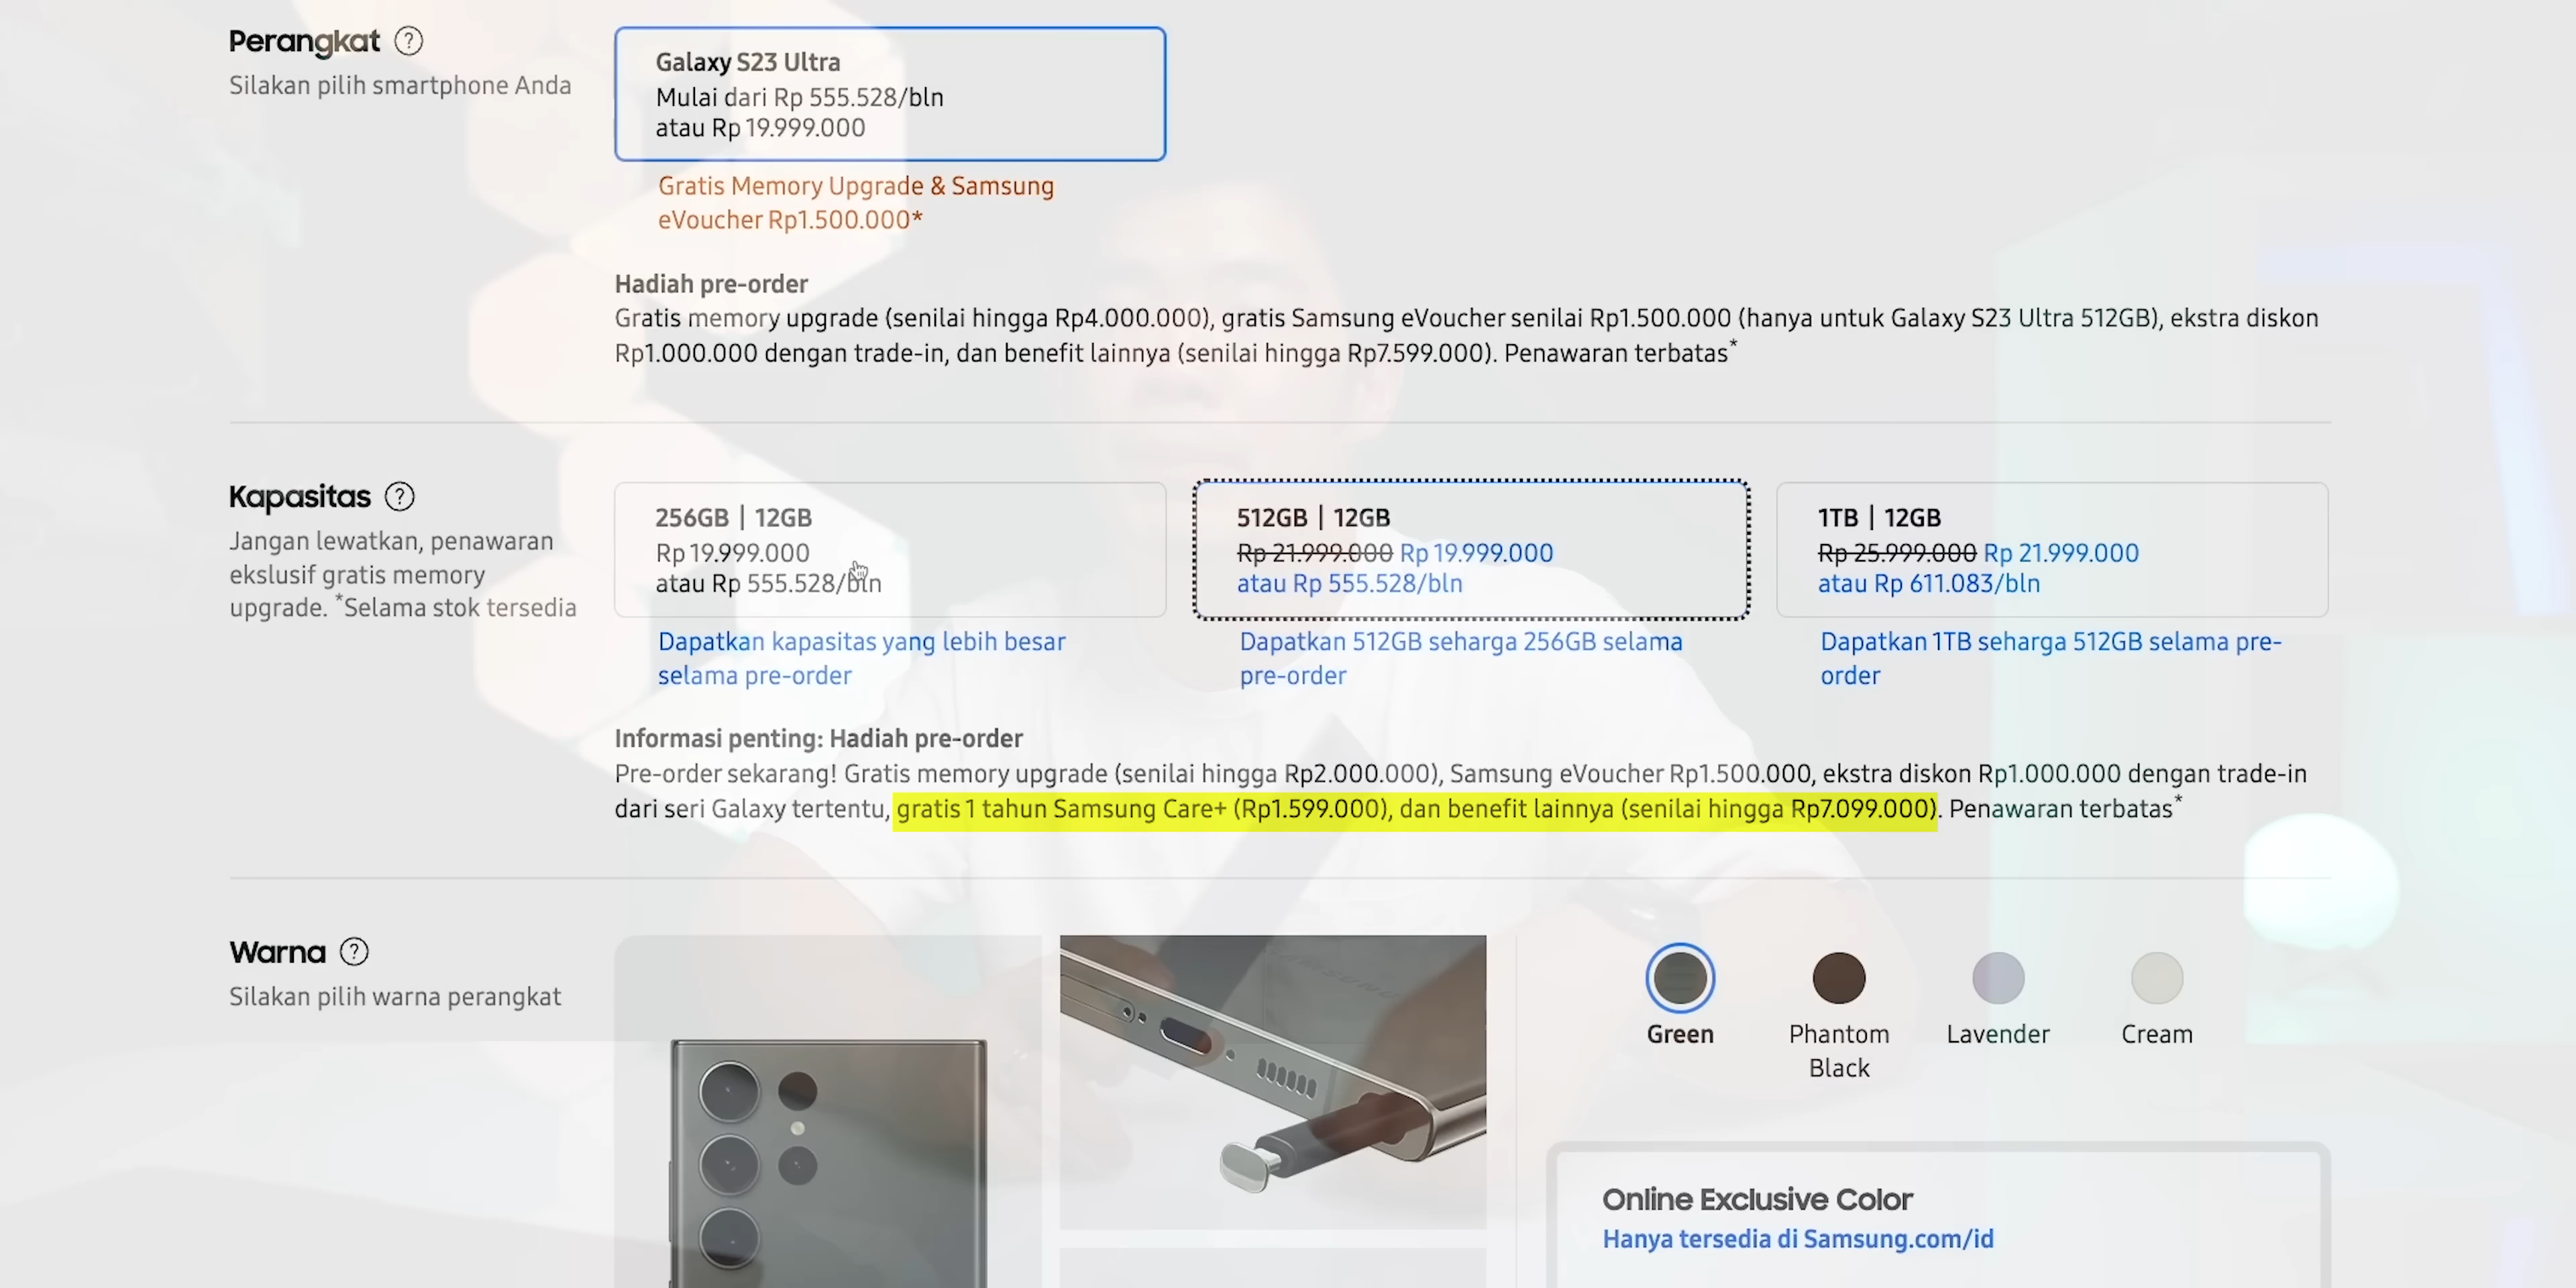 Perangkat ?
Silakan pilih smartphone Anda
Galaxy S23 Ultra
Mulai dari Rp 555.528/bln
atau Rp 19.999.000
Gratis Memory Upgrade & Samsung
eVoucher Rp1.500.000*
Hadiah pre-order
Gratis memory upgrade (senilai hingga Rp4.000.000), gratis Samsung eVoucher senilai Rp1.500.000 (hanya untuk Galaxy S23 Ultra 512GB), ekstra diskon
Rp1.000.000 dengan trade-in, dan benefit lainnya (senilai hingga Rp7.599.000). Penawaran terbatas*
Kapasitas ?
Jangan lewatkan, penawaran
ekslusif gratis memory
upgrade. *Selama stok tersedia
256GB | 12GB
Rp 19.999.000
atau Rp 555.528/bln
Dapatkan kapasitas yang lebih besar
selama pre-order
512GB | 12GB
Rp 21.999.000 Rp 19.999.000
atau Rp 555.528/bln
Dapatkan 512GB seharga 256GB selama
pre-order
1TB | 12GB
Rp 25.999.000 Rp 21.999.000
atau Rp 611.083/bln
Dapatkan 1TB seharga 512GB selama pre-
order
Informasi penting: Hadiah pre-order
Pre-order sekarang! Gratis memory upgrade (senilai hingga Rp2.000.000), Samsung eVoucher Rp1.500.000, ekstra diskon Rp1.000.000 dengan trade-in
dari seri Galaxy tertentu, gratis 1 tahun Samsung Care+ (Rp1.599.000), dan benefit lainnya (senilai hingga Rp7.099.000). Penawaran terbatas*
Warna ?
Silakan pilih warna perangkat
SAMSUNG
Green
Phantom
Black
Lavender
Cream
Online Exclusive Color
Hanya tersedia di Samsung.com/id